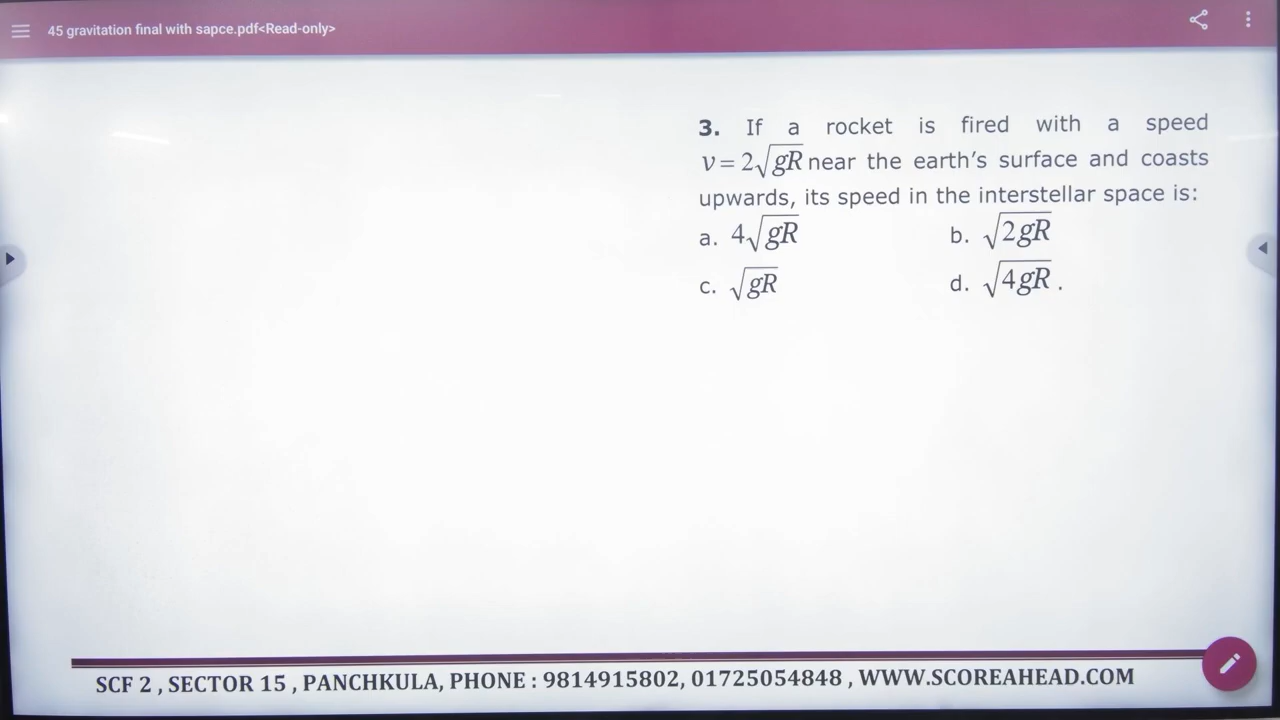 45 gravitation final with sapce.pdf<Read-only>
3. If a rocket is fired with a speed
v = 2√gR near the earth's surface and coasts
upwards, its speed in the interstellar space is:
a. 4√gR b. √2gR
c. √gR d. √4gR .
SCF 2 , SECTOR 15 , PANCHKULA, PHONE : 9814915802, 01725054848 , WWW.SCOREAHEAD.COM